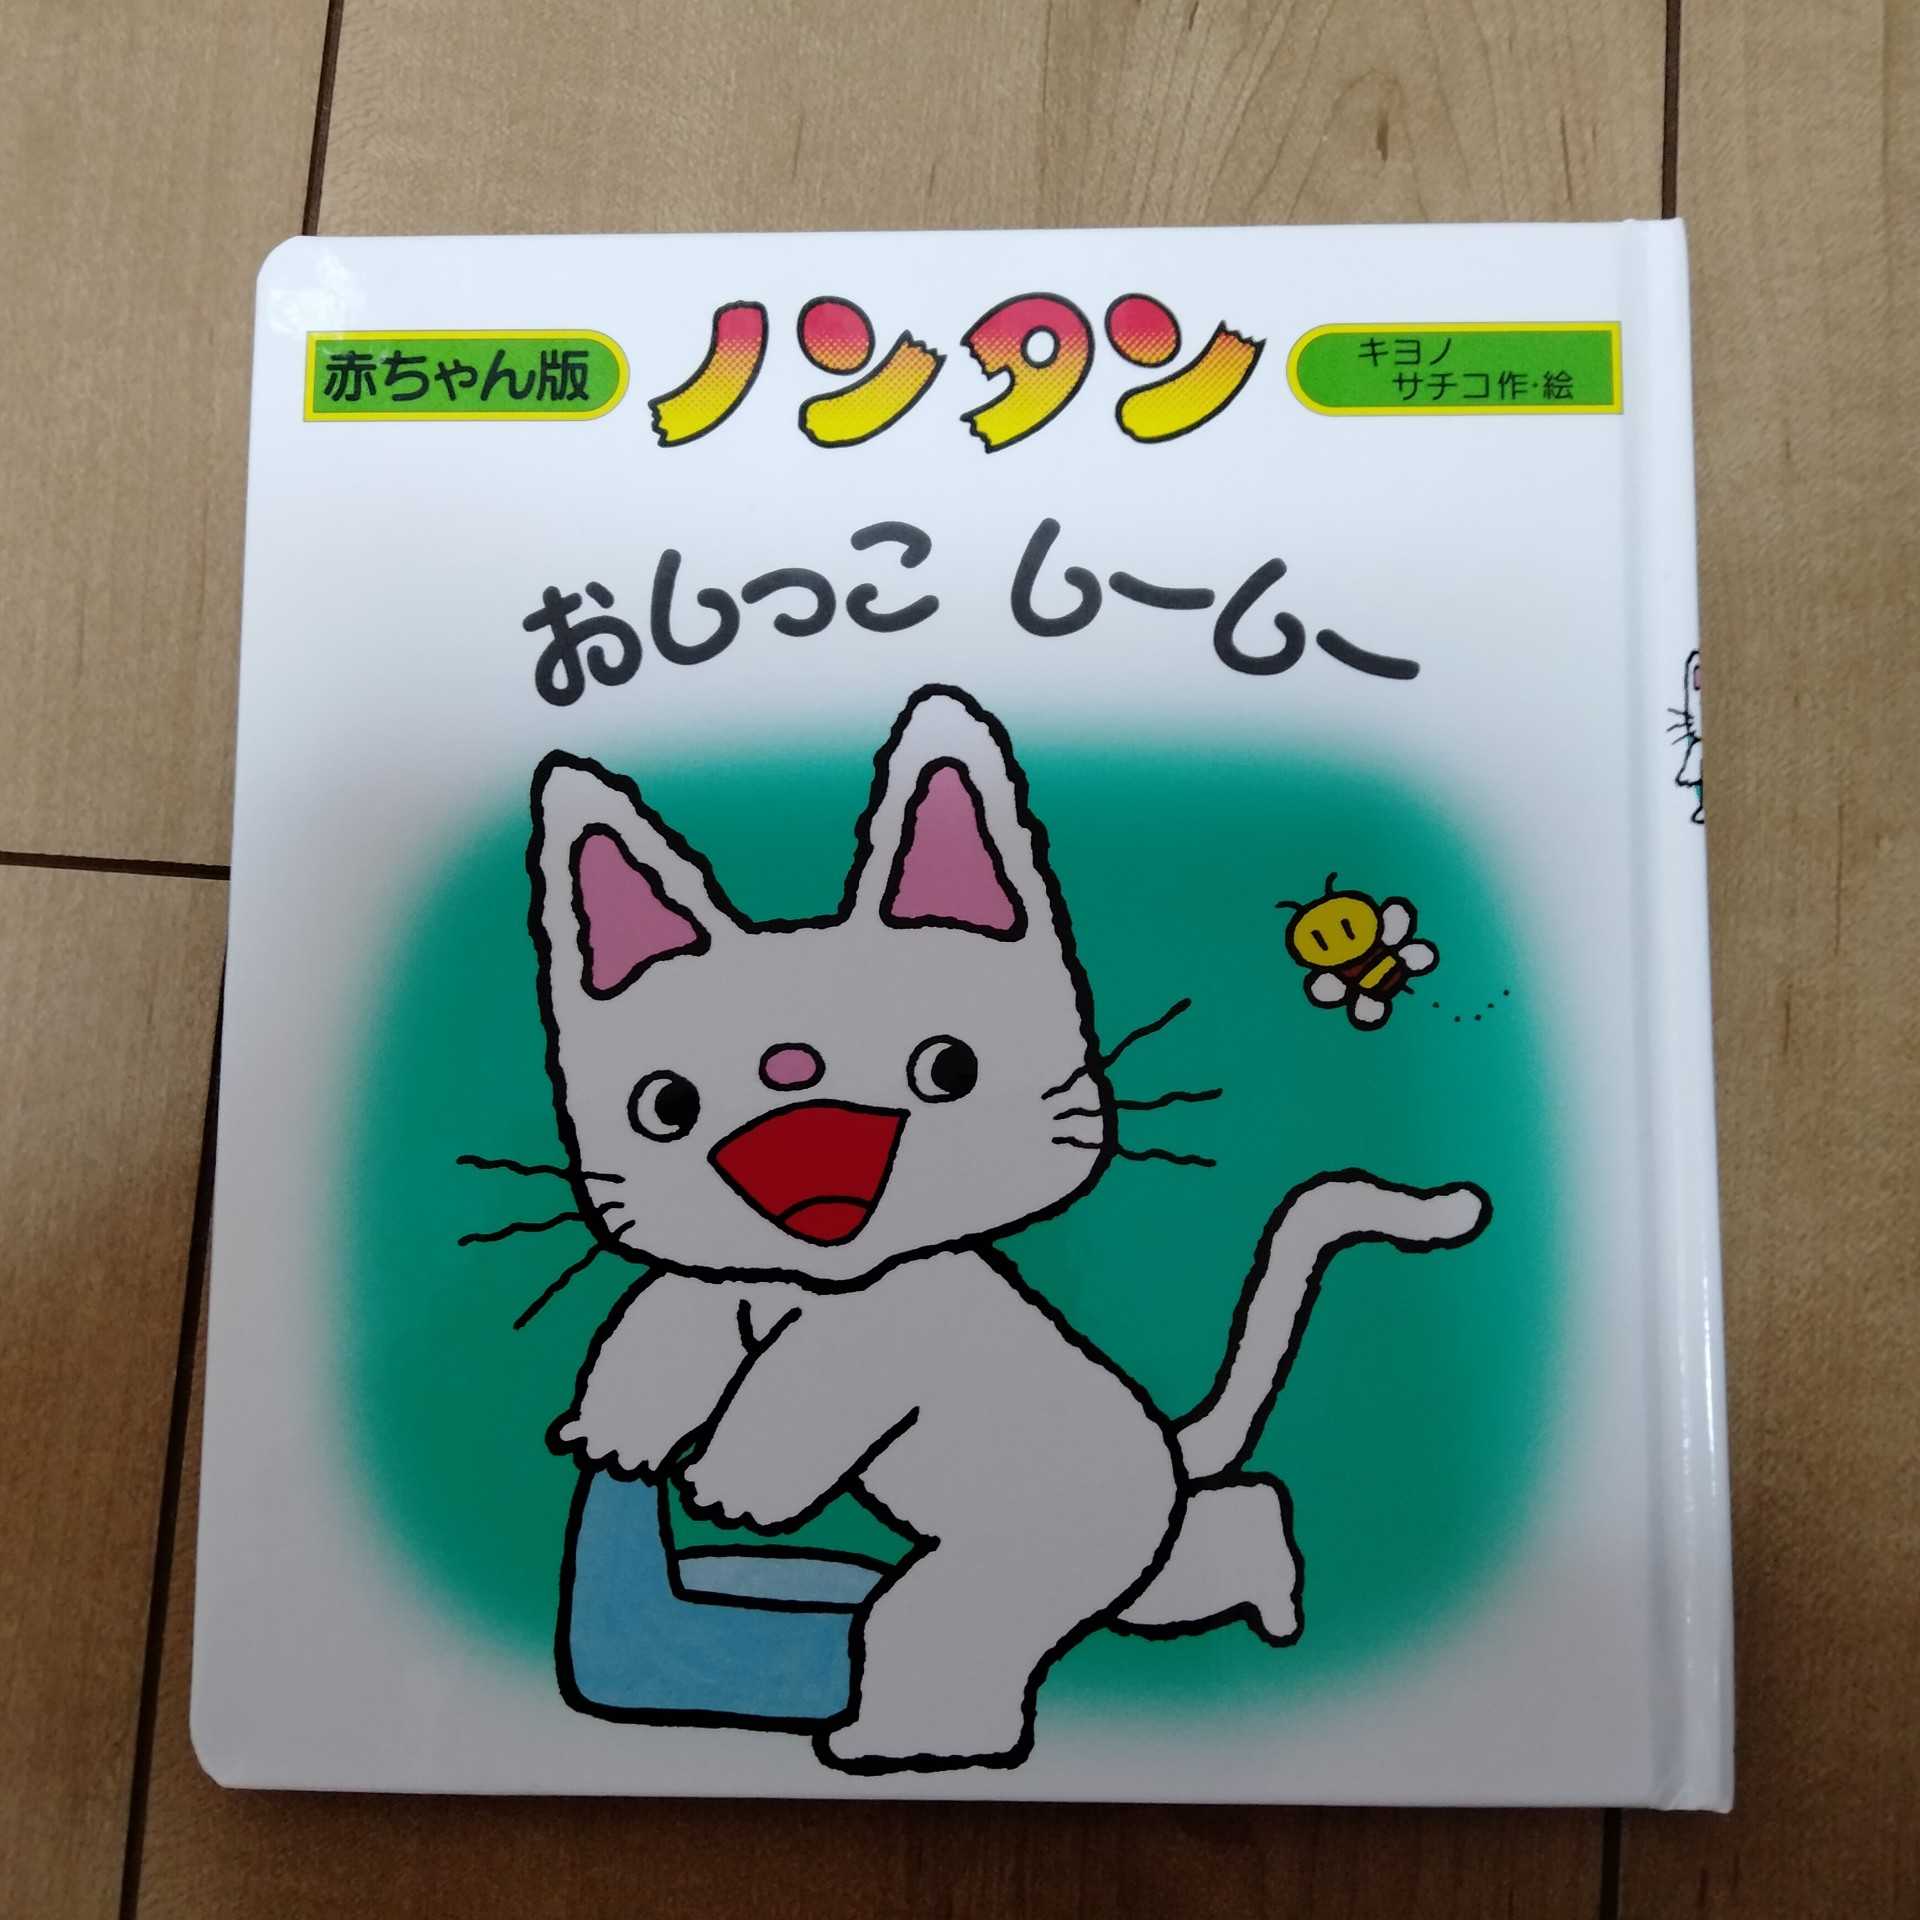 赤ちゃん版
ノンタン
キヨノ
サチコ作・絵
おしっこ しーしー